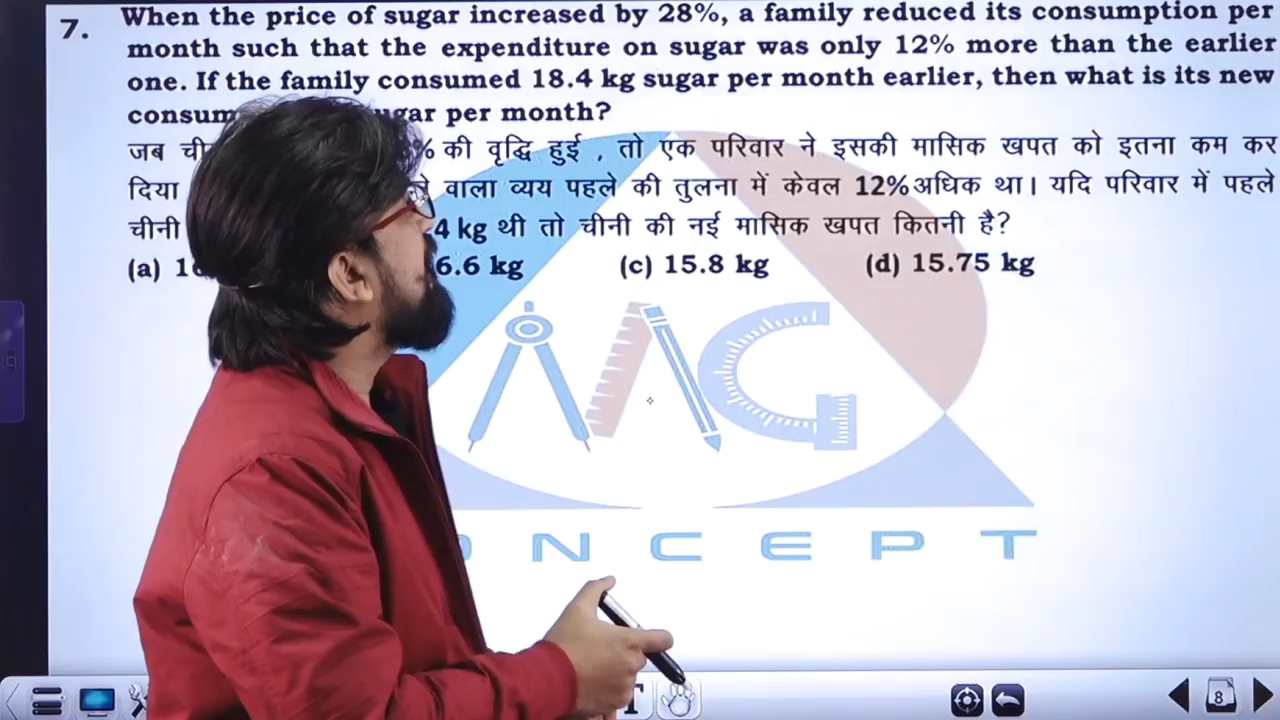 7. When the price of sugar increased by 28%, a family reduced its consumption per
month such that the expenditure on sugar was only 12% more than the earlier
one. If the family consumed 18.4 kg sugar per month earlier, then what is its new
per month?
जब % की वृद्धि हुई , तो एक परिवार ने इसकी मासिक खपत को इतना कम कर
दिया वाला व्यय पहले की तुलना में केवल 12% अधिक था। यदि परिवार में पहले
चीनी 4 kg थी तो चीनी की नई मासिक खपत कितनी है?
(a) 6.6 kg (c) 15.8 kg (d) 15.75 kg
MG
ONCEPT
T 8